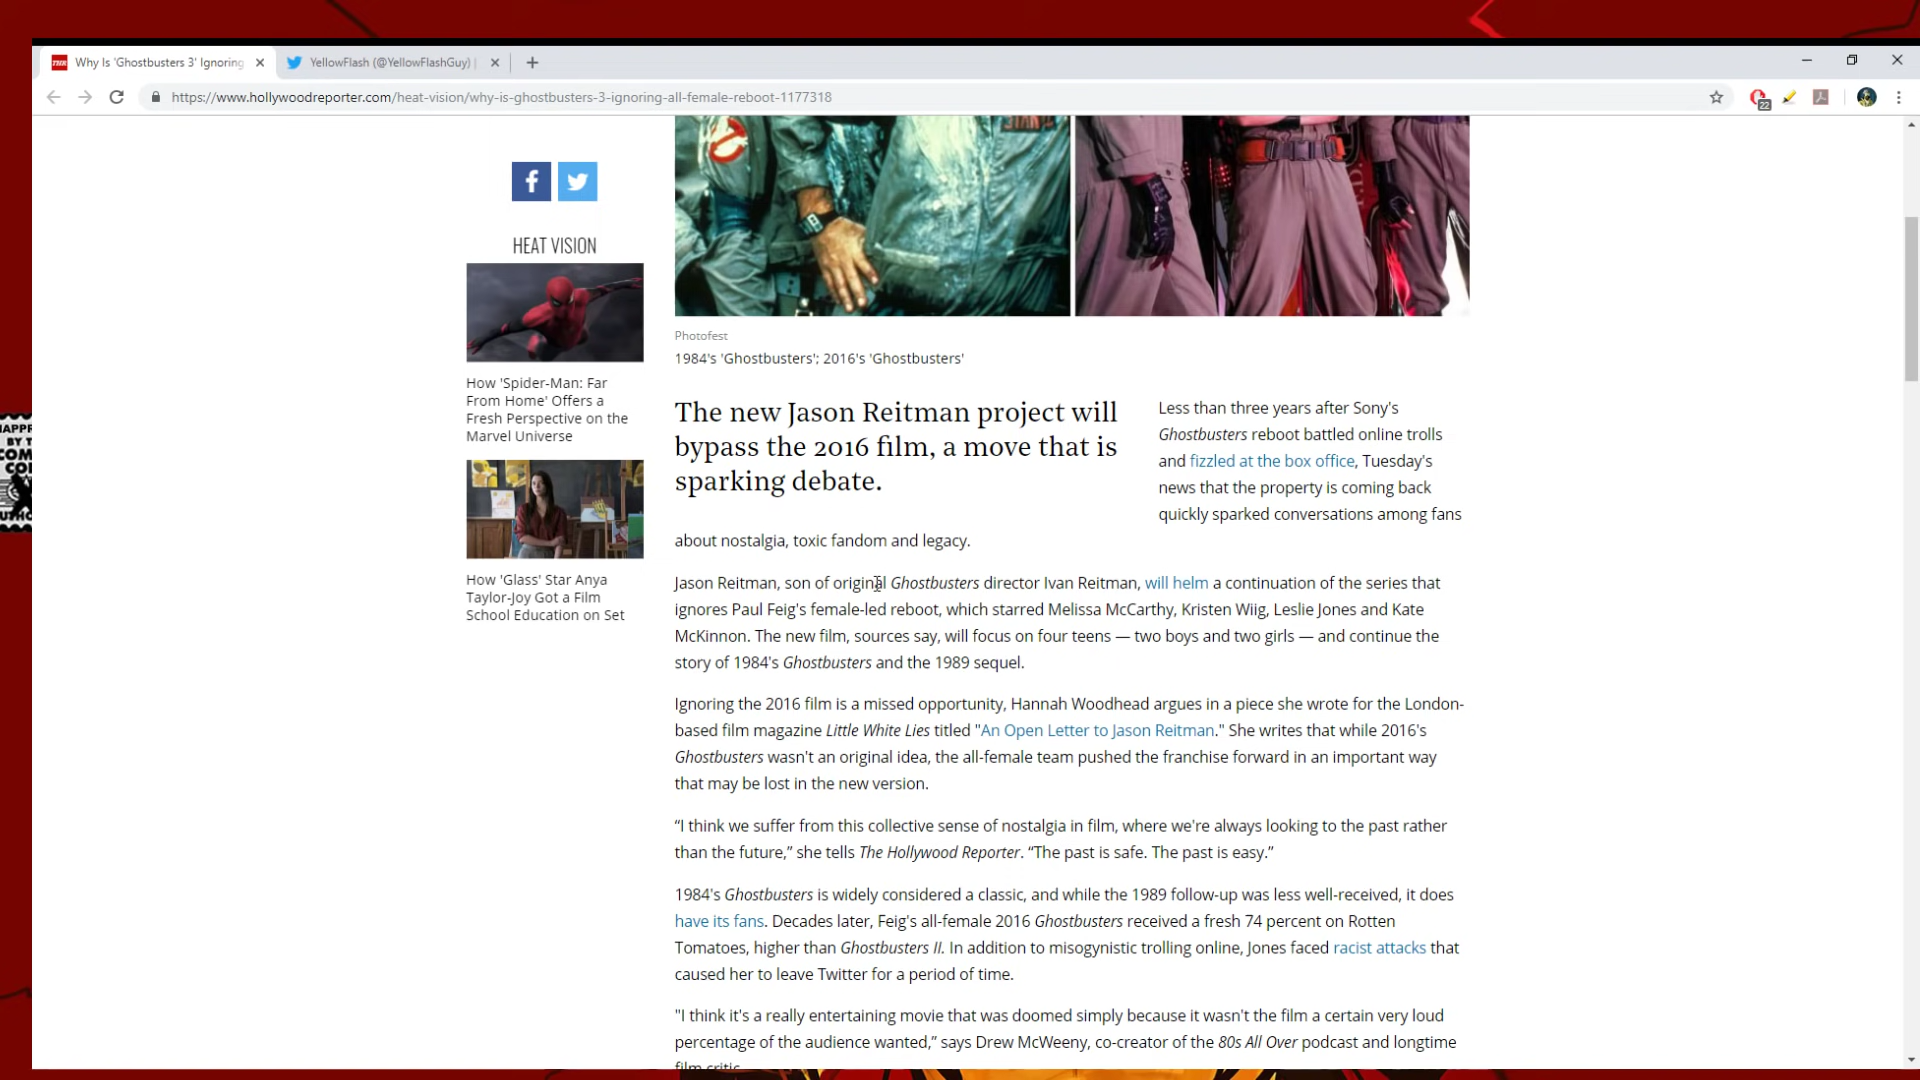 THR Why Is 'Ghostbusters 3' Ignoring
YellowFlash (@YellowFlashGuy) |
https://www.hollywoodreporter.com/heat-vision/why-is-ghostbusters-3-ignoring-all-female-reboot-1177318
22
HEAT VISION
How 'Spider-Man: Far
From Home' Offers a
Fresh Perspective on the
Marvel Universe
How 'Glass' Star Anya
Taylor-Joy Got a Film
School Education on Set
Photofest
1984's 'Ghostbusters'; 2016's 'Ghostbusters'
The new Jason Reitman project will
bypass the 2016 film, a move that is
sparking debate.
Less than three years after Sony's
Ghostbusters reboot battled online trolls
and fizzled at the box office, Tuesday's
news that the property is coming back
quickly sparked conversations among fans
about nostalgia, toxic fandom and legacy.
Jason Reitman, son of original Ghostbusters director Ivan Reitman, will helm a continuation of the series that
ignores Paul Feig's female-led reboot, which starred Melissa McCarthy, Kristen Wiig, Leslie Jones and Kate
McKinnon. The new film, sources say, will focus on four teens — two boys and two girls — and continue the
story of 1984's Ghostbusters and the 1989 sequel.
Ignoring the 2016 film is a missed opportunity, Hannah Woodhead argues in a piece she wrote for the London-
based film magazine Little White Lies titled "An Open Letter to Jason Reitman." She writes that while 2016's
Ghostbusters wasn't an original idea, the all-female team pushed the franchise forward in an important way
that may be lost in the new version.
“I think we suffer from this collective sense of nostalgia in film, where we're always looking to the past rather
than the future,” she tells The Hollywood Reporter. “The past is safe. The past is easy.”
1984's Ghostbusters is widely considered a classic, and while the 1989 follow-up was less well-received, it does
have its fans. Decades later, Feig's all-female 2016 Ghostbusters received a fresh 74 percent on Rotten
Tomatoes, higher than Ghostbusters II. In addition to misogynistic trolling online, Jones faced racist attacks that
caused her to leave Twitter for a period of time.
"I think it's a really entertaining movie that was doomed simply because it wasn't the film a certain very loud
percentage of the audience wanted,” says Drew McWeeny, co-creator of the 80s All Over podcast and longtime
film critic.